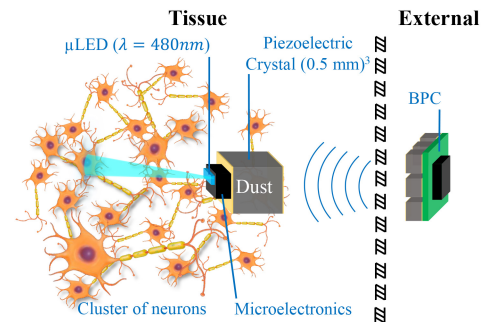 Tissue
External
μLED (λ = 480nm)
Piezoelectric
Crystal (0.5 mm)³
BPC
Dust
Cluster of neurons
Microelectronics